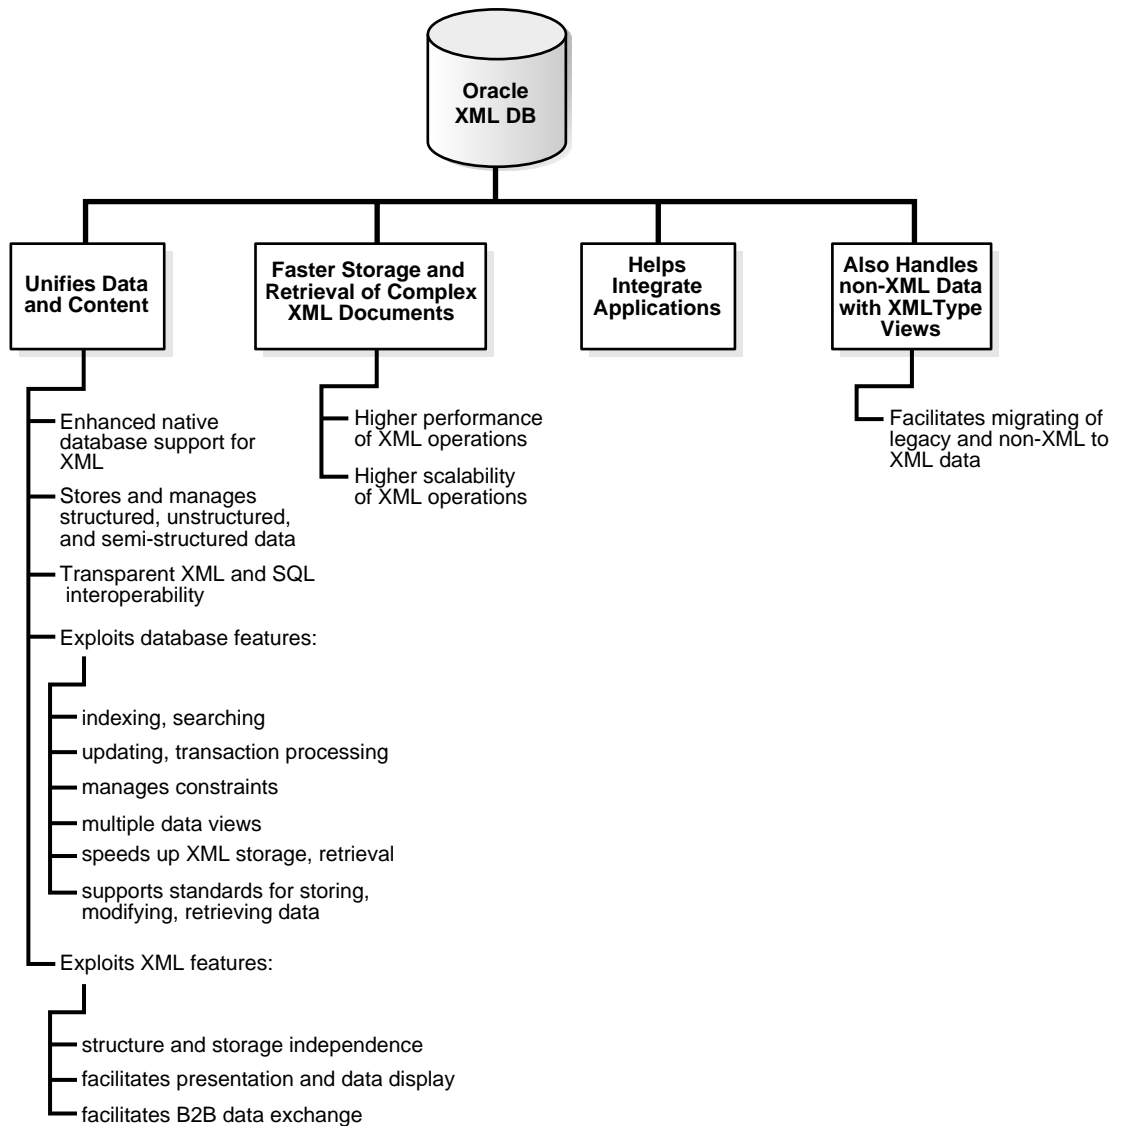 Oracle
XML DB
Unifies Data
and Content
Faster Storage and
Retrieval of Complex
XML Documents
Helps
Integrate
Applications
Also Handles
non-XML Data
with XMLType
Views
Enhanced native
database support for
XML
Stores and manages
structured, unstructured,
and semi-structured data
Transparent XML and SQL
interoperability
Exploits database features:
indexing, searching
updating, transaction processing
manages constraints
multiple data views
speeds up XML storage, retrieval
supports standards for storing,
modifying, retrieving data
Exploits XML features:
structure and storage independence
facilitates presentation and data display
facilitates B2B data exchange
Higher performance
of XML operations
Higher scalability
of XML operations
Facilitates migrating of
legacy and non-XML to
XML data